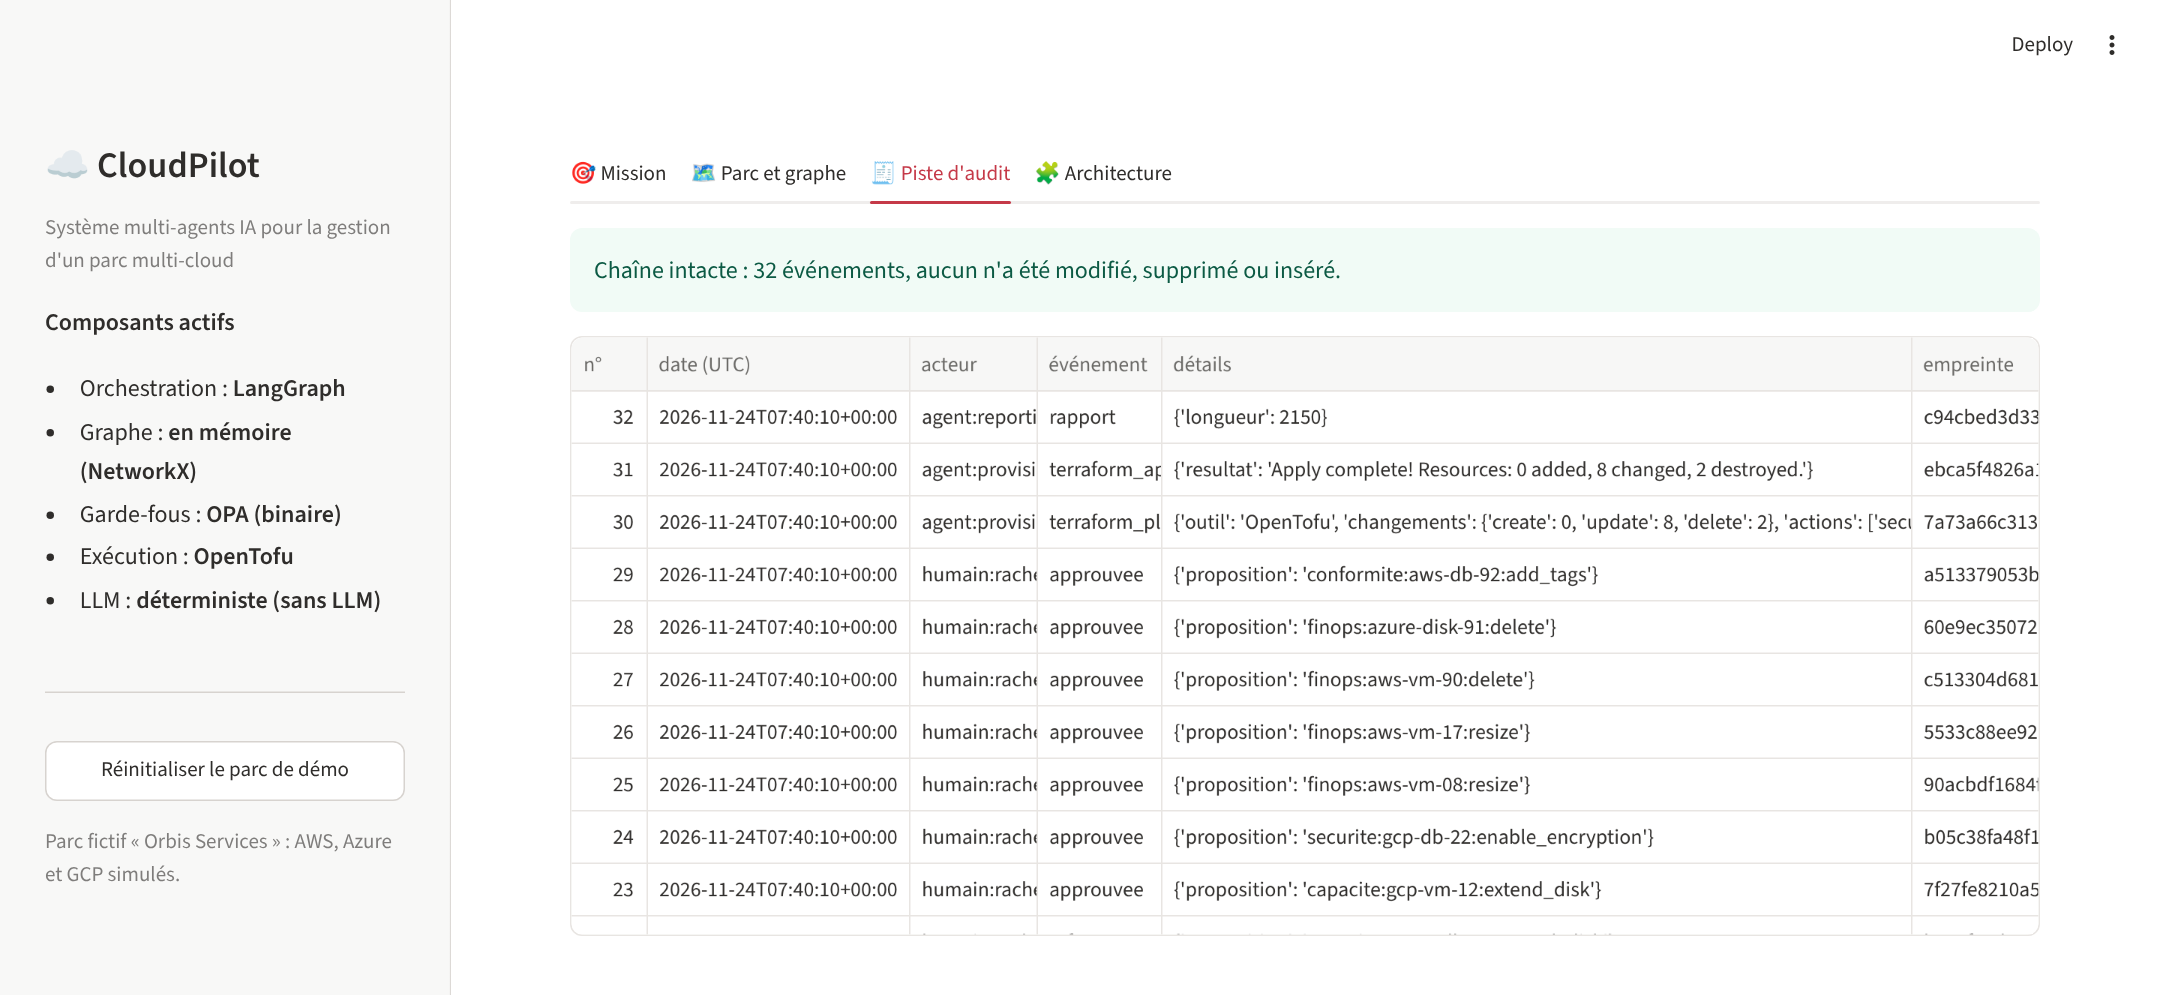 Deploy
☁️ CloudPilot
Système multi-agents IA pour la gestion
d'un parc multi-cloud
Composants actifs
• Orchestration : LangGraph
• Graphe : en mémoire
(NetworkX)
• Garde-fous : OPA (binaire)
• Exécution : OpenTofu
• LLM : déterministe (sans LLM)
Réinitialiser le parc de démo
Parc fictif « Orbis Services » : AWS, Azure
et GCP simulés.
🎯 Mission 🗺️ Parc et graphe 🧾 Piste d'audit 🧩 Architecture
Chaîne intacte : 32 événements, aucun n'a été modifié, supprimé ou inséré.
n° date (UTC) acteur événement détails empreinte
32 2026-11-24T07:40:10+00:00 agent:reporti rapport {'longueur': 2150} c94cbed3d33
31 2026-11-24T07:40:10+00:00 agent:provisi terraform_ap {'resultat': 'Apply complete! Resources: 0 added, 8 changed, 2 destroyed.'} ebca5f4826a
30 2026-11-24T07:40:10+00:00 agent:provisi terraform_pl {'outil': 'OpenTofu', 'changements': {'create': 0, 'update': 8, 'delete': 2}, 'actions': ['secu 7a73a66c313
29 2026-11-24T07:40:10+00:00 humain:rache approuvee {'proposition': 'conformite:aws-db-92:add_tags'} a513379053b
28 2026-11-24T07:40:10+00:00 humain:rache approuvee {'proposition': 'finops:azure-disk-91:delete'} 60e9ec35072
27 2026-11-24T07:40:10+00:00 humain:rache approuvee {'proposition': 'finops:aws-vm-90:delete'} c513304d681
26 2026-11-24T07:40:10+00:00 humain:rache approuvee {'proposition': 'finops:aws-vm-17:resize'} 5533c88ee92
25 2026-11-24T07:40:10+00:00 humain:rache approuvee {'proposition': 'finops:aws-vm-08:resize'} 90acbdf1684
24 2026-11-24T07:40:10+00:00 humain:rache approuvee {'proposition': 'securite:gcp-db-22:enable_encryption'} b05c38fa48f1
23 2026-11-24T07:40:10+00:00 humain:rache approuvee {'proposition': 'capacite:gcp-vm-12:extend_disk'} 7f27fe8210a5